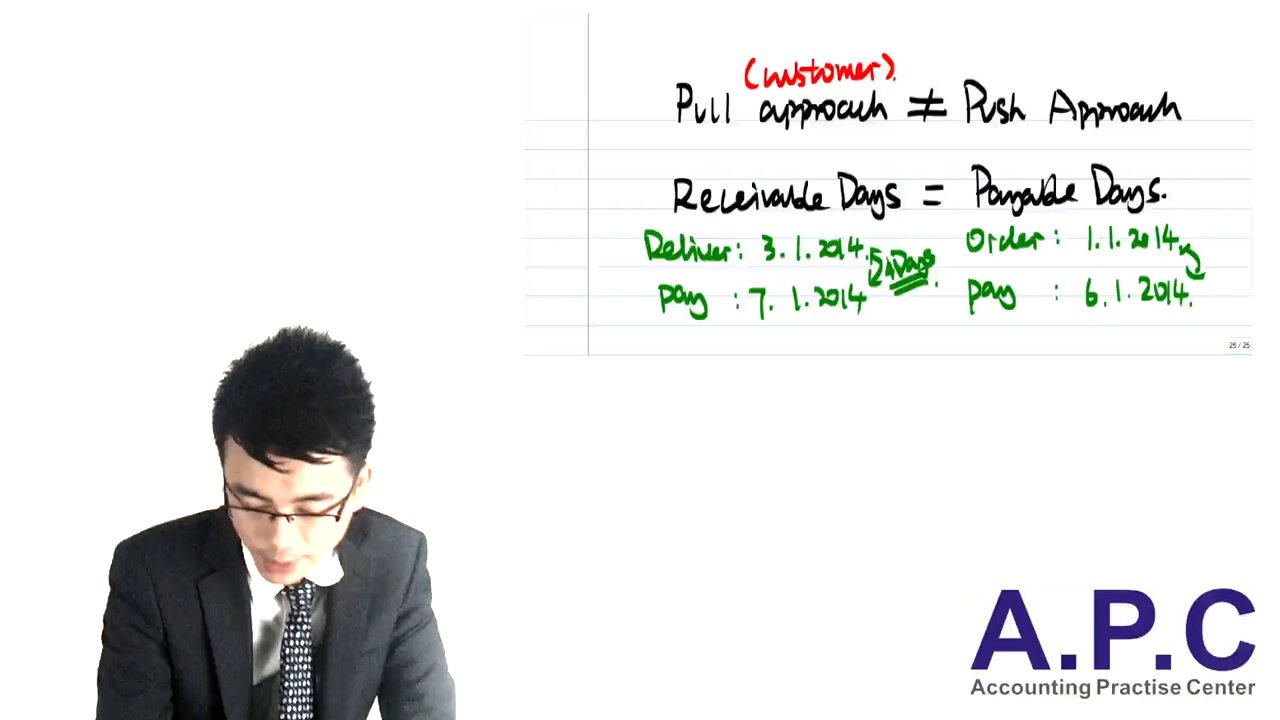 (customer).
Pull approach ≠ Push Approach
Receivable Days = Payable Days.
Deliver: 3.1.2014. Days. Order: 1.1.2014.
pay : 7.1.2014 pay : 6.1.2014.
25 / 25
A.P.C
Accounting Practise Center